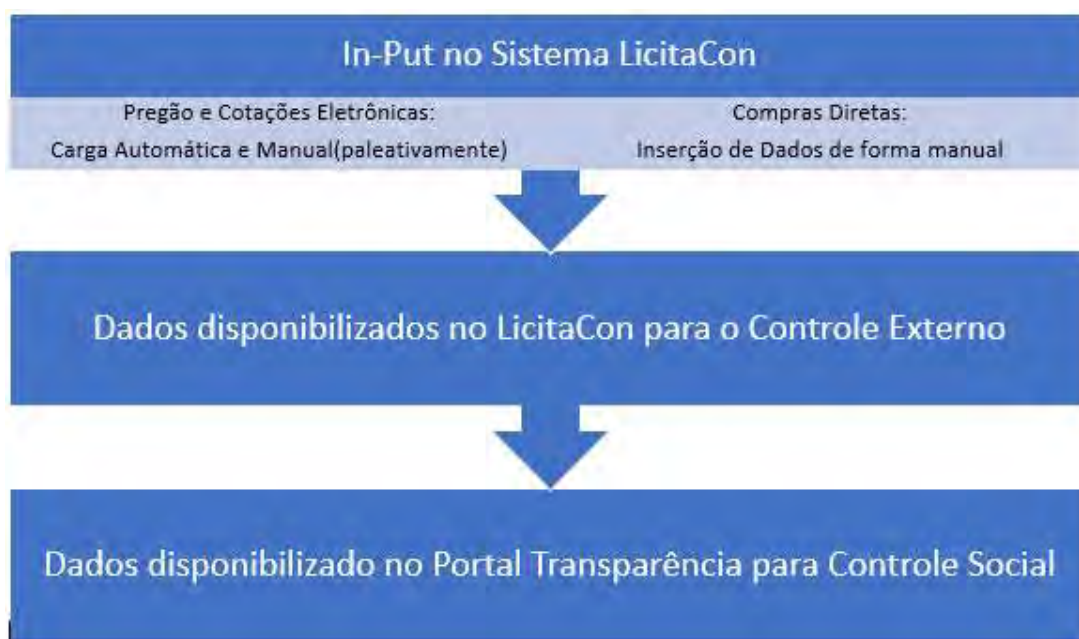 In-Put no Sistema LicitaCon
Pregão e Cotações Eletrônicas:
Carga Automática e Manual(paleativamente)
Compras Diretas:
Inserção de Dados de forma manual
Dados disponibilizados no LicitaCon para o Controle Externo
Dados disponibilizado no Portal Transparência para Controle Social